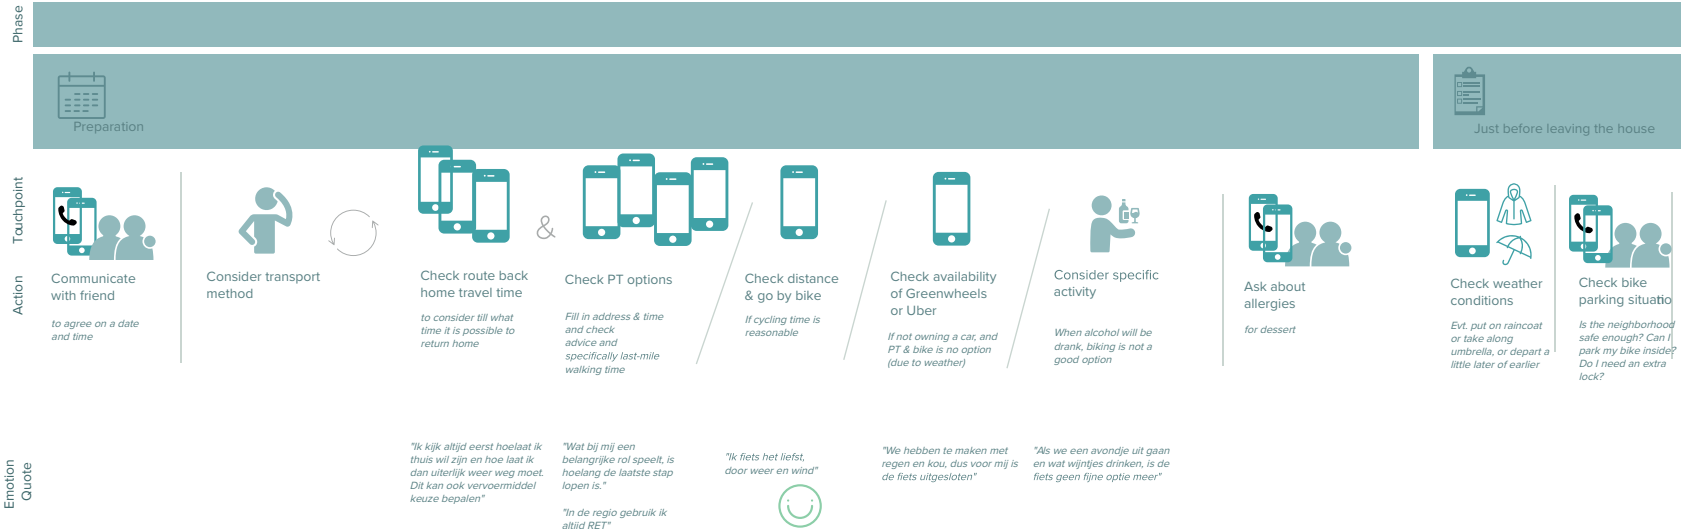 Phase
Preparation
Just before leaving the house
Touchpoint
&
Action
Communicate
with friend
to agree on a date
and time
Consider transport
method
Check route back
home travel time
to consider till what
time it is possible to
return home
Check PT options
Fill in address & time
and check
advice and
specifically last-mile
walking time
Check distance
& go by bike
If cycling time is
reasonable
Check availability
of Greenwheels
or Uber
If not owning a car, and
PT & bike is no option
(due to weather)
Consider specific
activity
When alcohol will be
drank, biking is not a
good option
Ask about
allergies
for dessert
Check weather
conditions
Evt. put on raincoat
or take along
umbrella, or depart a
little later of earlier
Check bike
parking situatio
Is the neighborhood
safe enough? Can I
park my bike inside?
Do I need an extra
lock?
Emotion
Quote
"Ik kijk altijd eerst hoelaat ik
thuis wil zijn en hoe laat ik
dan uiterlijk weer weg moet.
Dit kan ook vervoermiddel
keuze bepalen"
"Wat bij mij een
belangrijke rol speelt, is
hoelang de laatste stap
lopen is."
"In de regio gebruik ik
altijd RET"
"Ik fiets het liefst,
door weer en wind"
"We hebben te maken met
regen en kou, dus voor mij is
de fiets uitgesloten"
"Als we een avondje uit gaan
en wat wijntjes drinken, is de
fiets geen fijne optie meer"